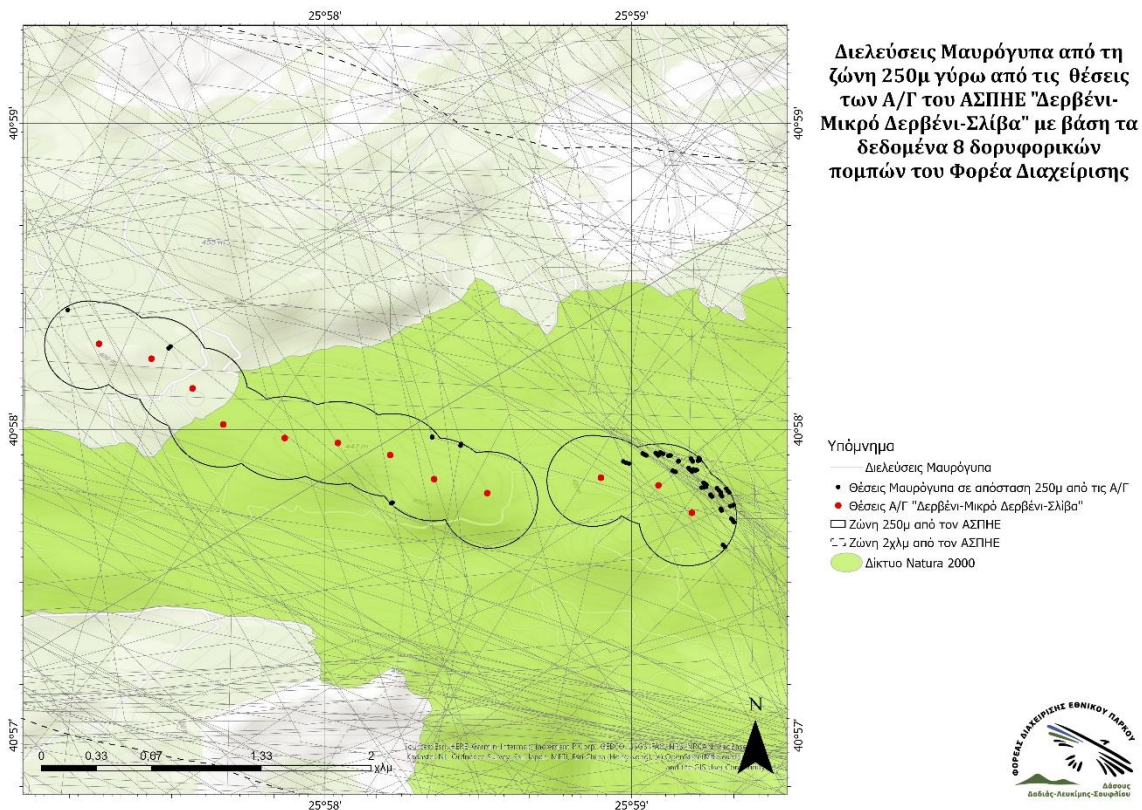 25°58'
25°59'
Διελεύσεις Μαυρόγυπα από τη
ζώνη 250μ γύρω από τις θέσεις
των Α/Γ του ΑΣΠΗΕ "Δερβένι-
Μικρό Δερβένι-Σλίβα" με βάση τα
δεδομένα 8 δορυφορικών
πομπών του Φορέα Διαχείρισης
40°59'
40°59'
40°58'
40°58'
447 m
Υπόμνημα
Διελεύσεις Μαυρόγυπα
Θέσεις Μαυρόγυπα σε απόσταση 250μ από τις Α/Γ
Θέσεις Α/Γ "Δερβένι-Μικρό Δερβένι-Σλίβα"
Ζώνη 250μ από τον ΑΣΠΗΕ
Ζώνη 2χλμ από τον ΑΣΠΗΕ
Δίκτυο Natura 2000
40°57'
40°57'
N
0 0,33 0,67 1,33 2
χλμ
25°58'
25°59'
ΦΟΡΕΑΣ ΔΙΑΧΕΙΡΙΣΗΣ ΕΘΝΙΚΟΥ ΠΑΡΚΟΥ
Δάσους
Δαδιάς-Λευκίμης-Σουφλίου